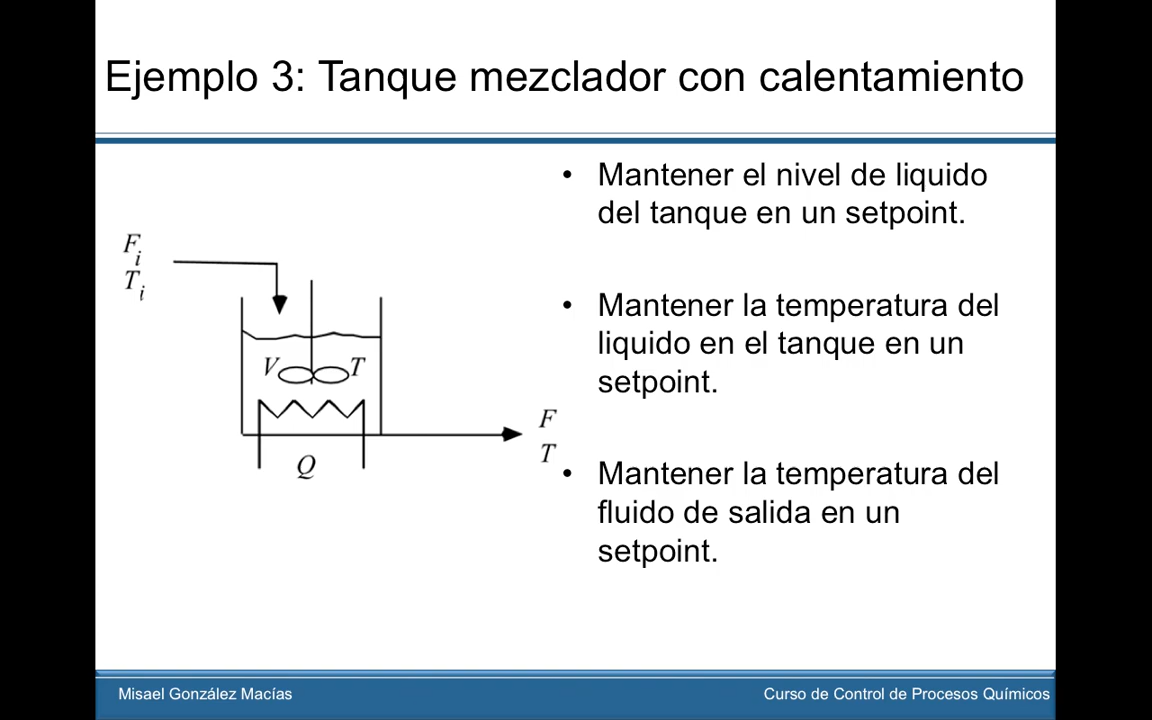 Ejemplo 3: Tanque mezclador con calentamiento
F_i
T_i
V
T
Q
F
T
• Mantener el nivel de liquido
del tanque en un setpoint.
• Mantener la temperatura del
liquido en el tanque en un
setpoint.
• Mantener la temperatura del
fluido de salida en un
setpoint.
Misael González Macías
Curso de Control de Procesos Químicos